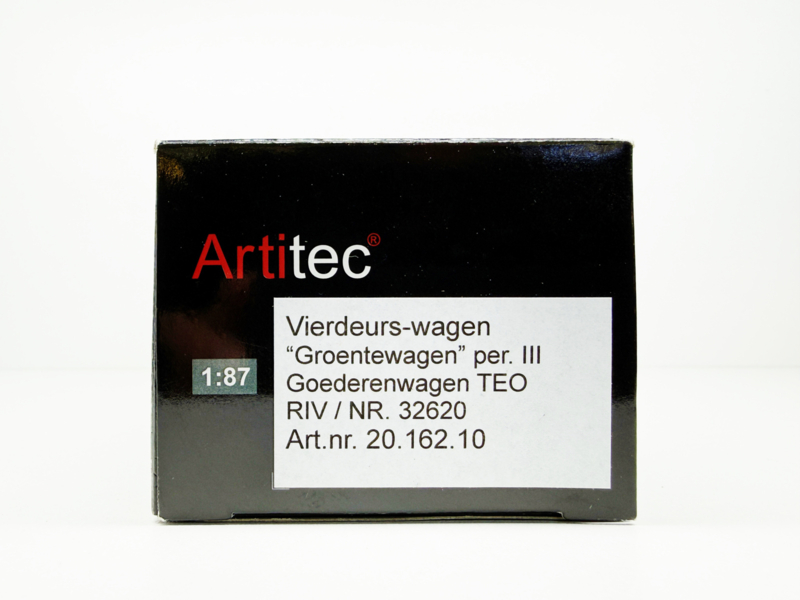 Artitec®
Vierdeurs-wagen
“Groentewagen” per. III
1:87
Goederenwagen TEO
RIV / NR. 32620
Art.nr. 20.162.10